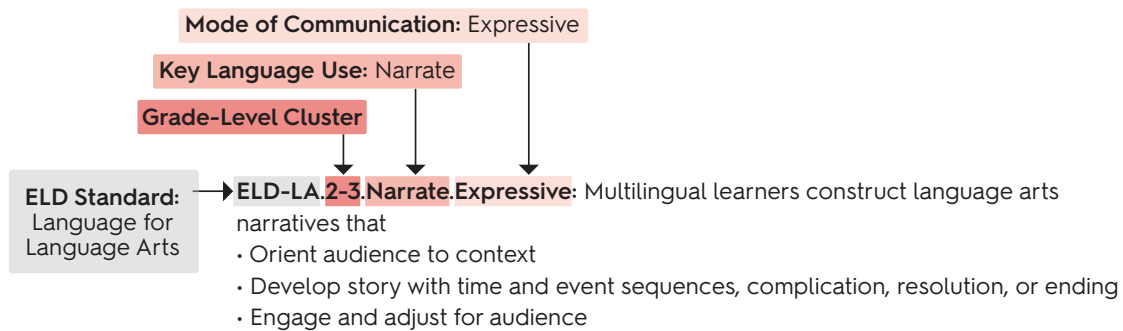 Mode of Communication: Expressive
Key Language Use: Narrate
Grade-Level Cluster
ELD Standard:
Language for
Language Arts
ELD-LA.2-3.Narrate.Expressive: Multilingual learners construct language arts
narratives that
• Orient audience to context
• Develop story with time and event sequences, complication, resolution, or ending
• Engage and adjust for audience